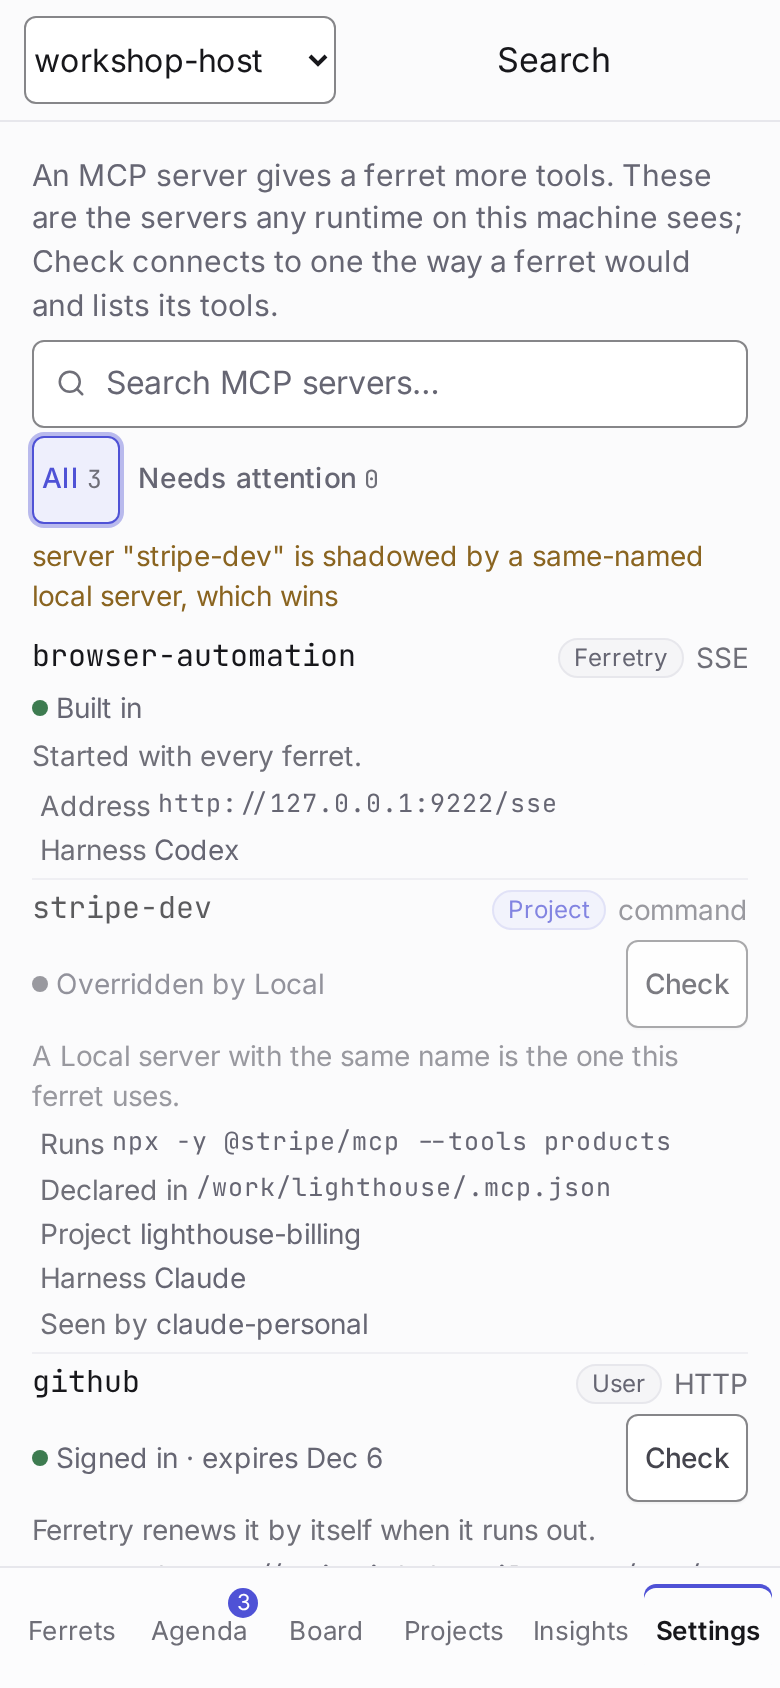 workshop-host
Search
An MCP server gives a ferret more tools. These
are the servers any runtime on this machine sees;
Check connects to one the way a ferret would
and lists its tools.
Search MCP servers...
All 3 Needs attention 0
server "stripe-dev" is shadowed by a same-named
local server, which wins
browser-automation Ferretry SSE
Built in
Started with every ferret.
Address http://127.0.0.1:9222/sse
Harness Codex
stripe-dev Project command
Overridden by Local Check
A Local server with the same name is the one this
ferret uses.
Runs npx -y @stripe/mcp --tools products
Declared in /work/lighthouse/.mcp.json
Project lighthouse-billing
Harness Claude
Seen by claude-personal
github User HTTP
Signed in · expires Dec 6 Check
Ferretry renews it by itself when it runs out.
3
Ferrets Agenda Board Projects Insights Settings